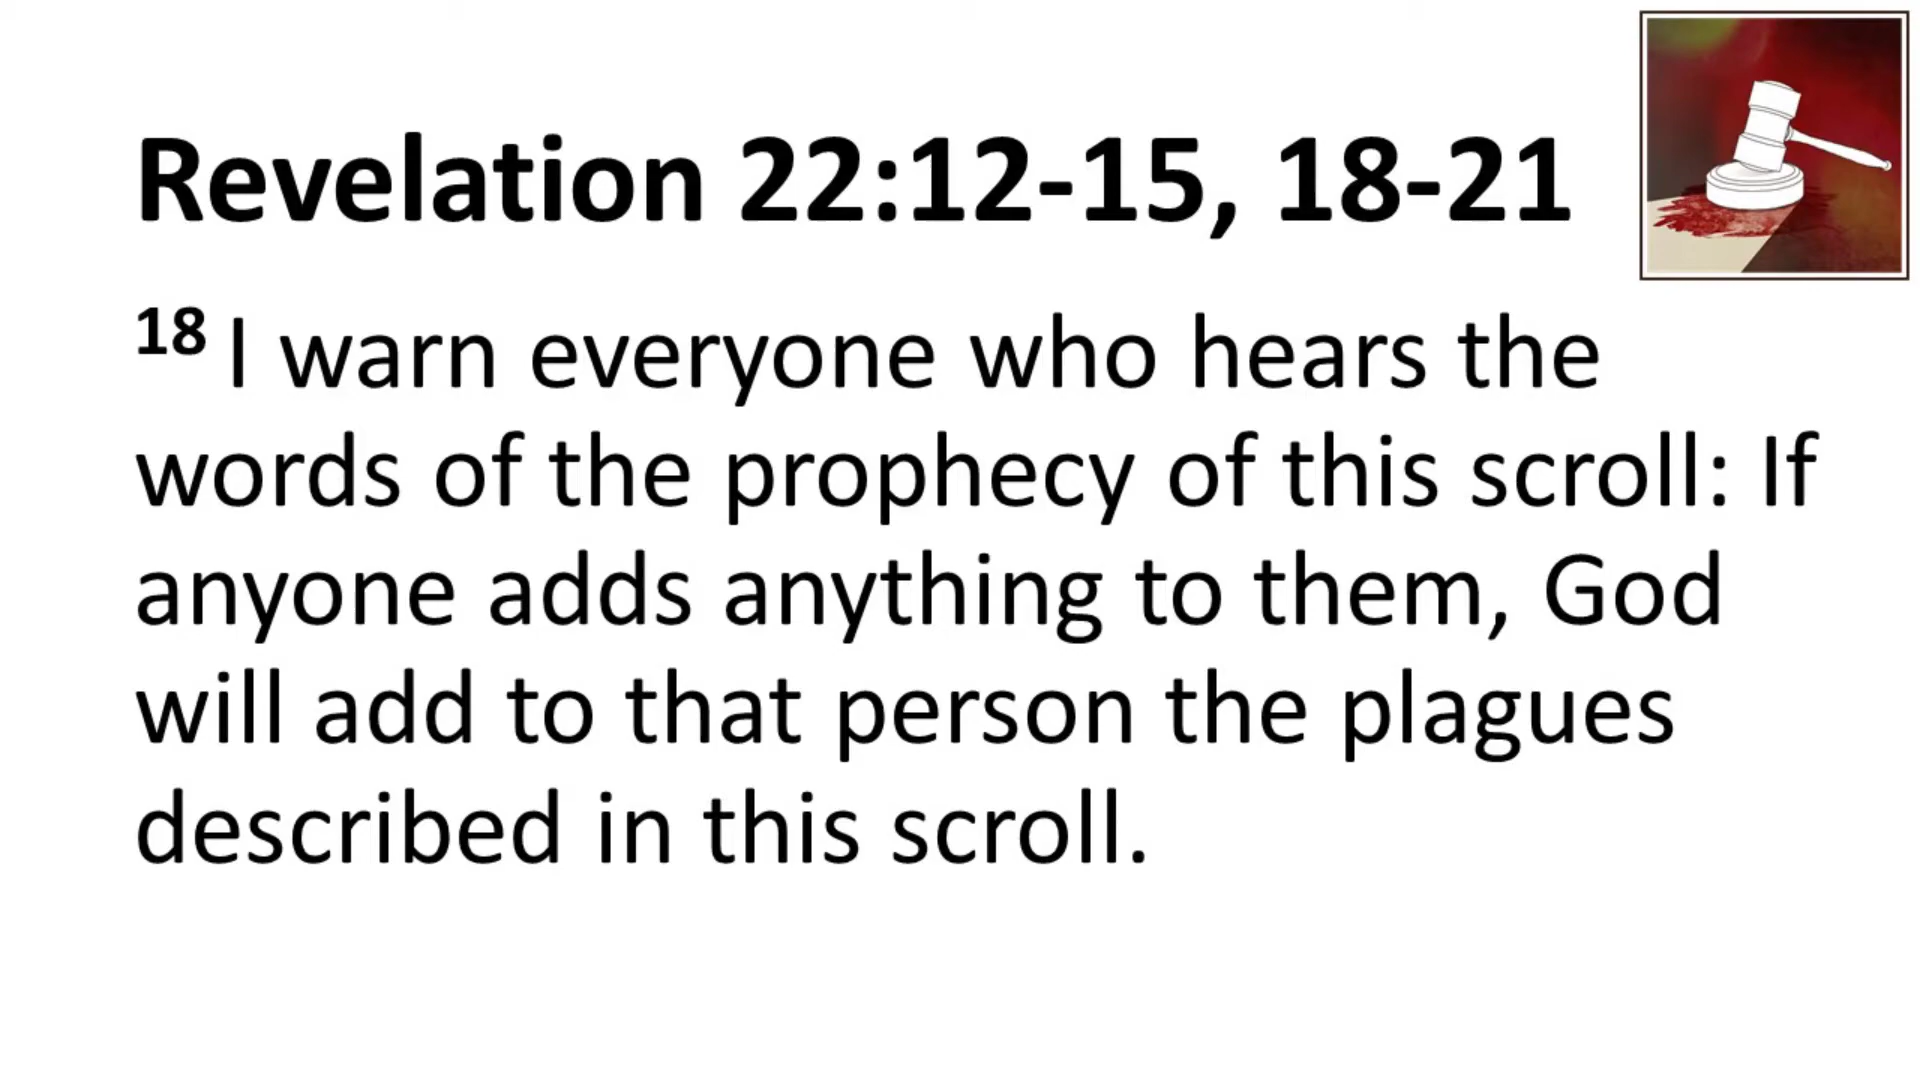 Revelation 22:12-15, 18-21
18 I warn everyone who hears the
words of the prophecy of this scroll: If
anyone adds anything to them, God
will add to that person the plagues
described in this scroll.